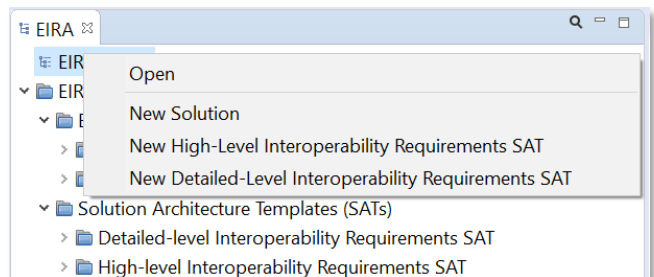 EIRA
EIR
Open
EIR
New Solution
E
New High-Level Interoperability Requirements SAT
New Detailed-Level Interoperability Requirements SAT
Solution Architecture Templates (SATs)
Detailed-level Interoperability Requirements SAT
High-level Interoperability Requirements SAT